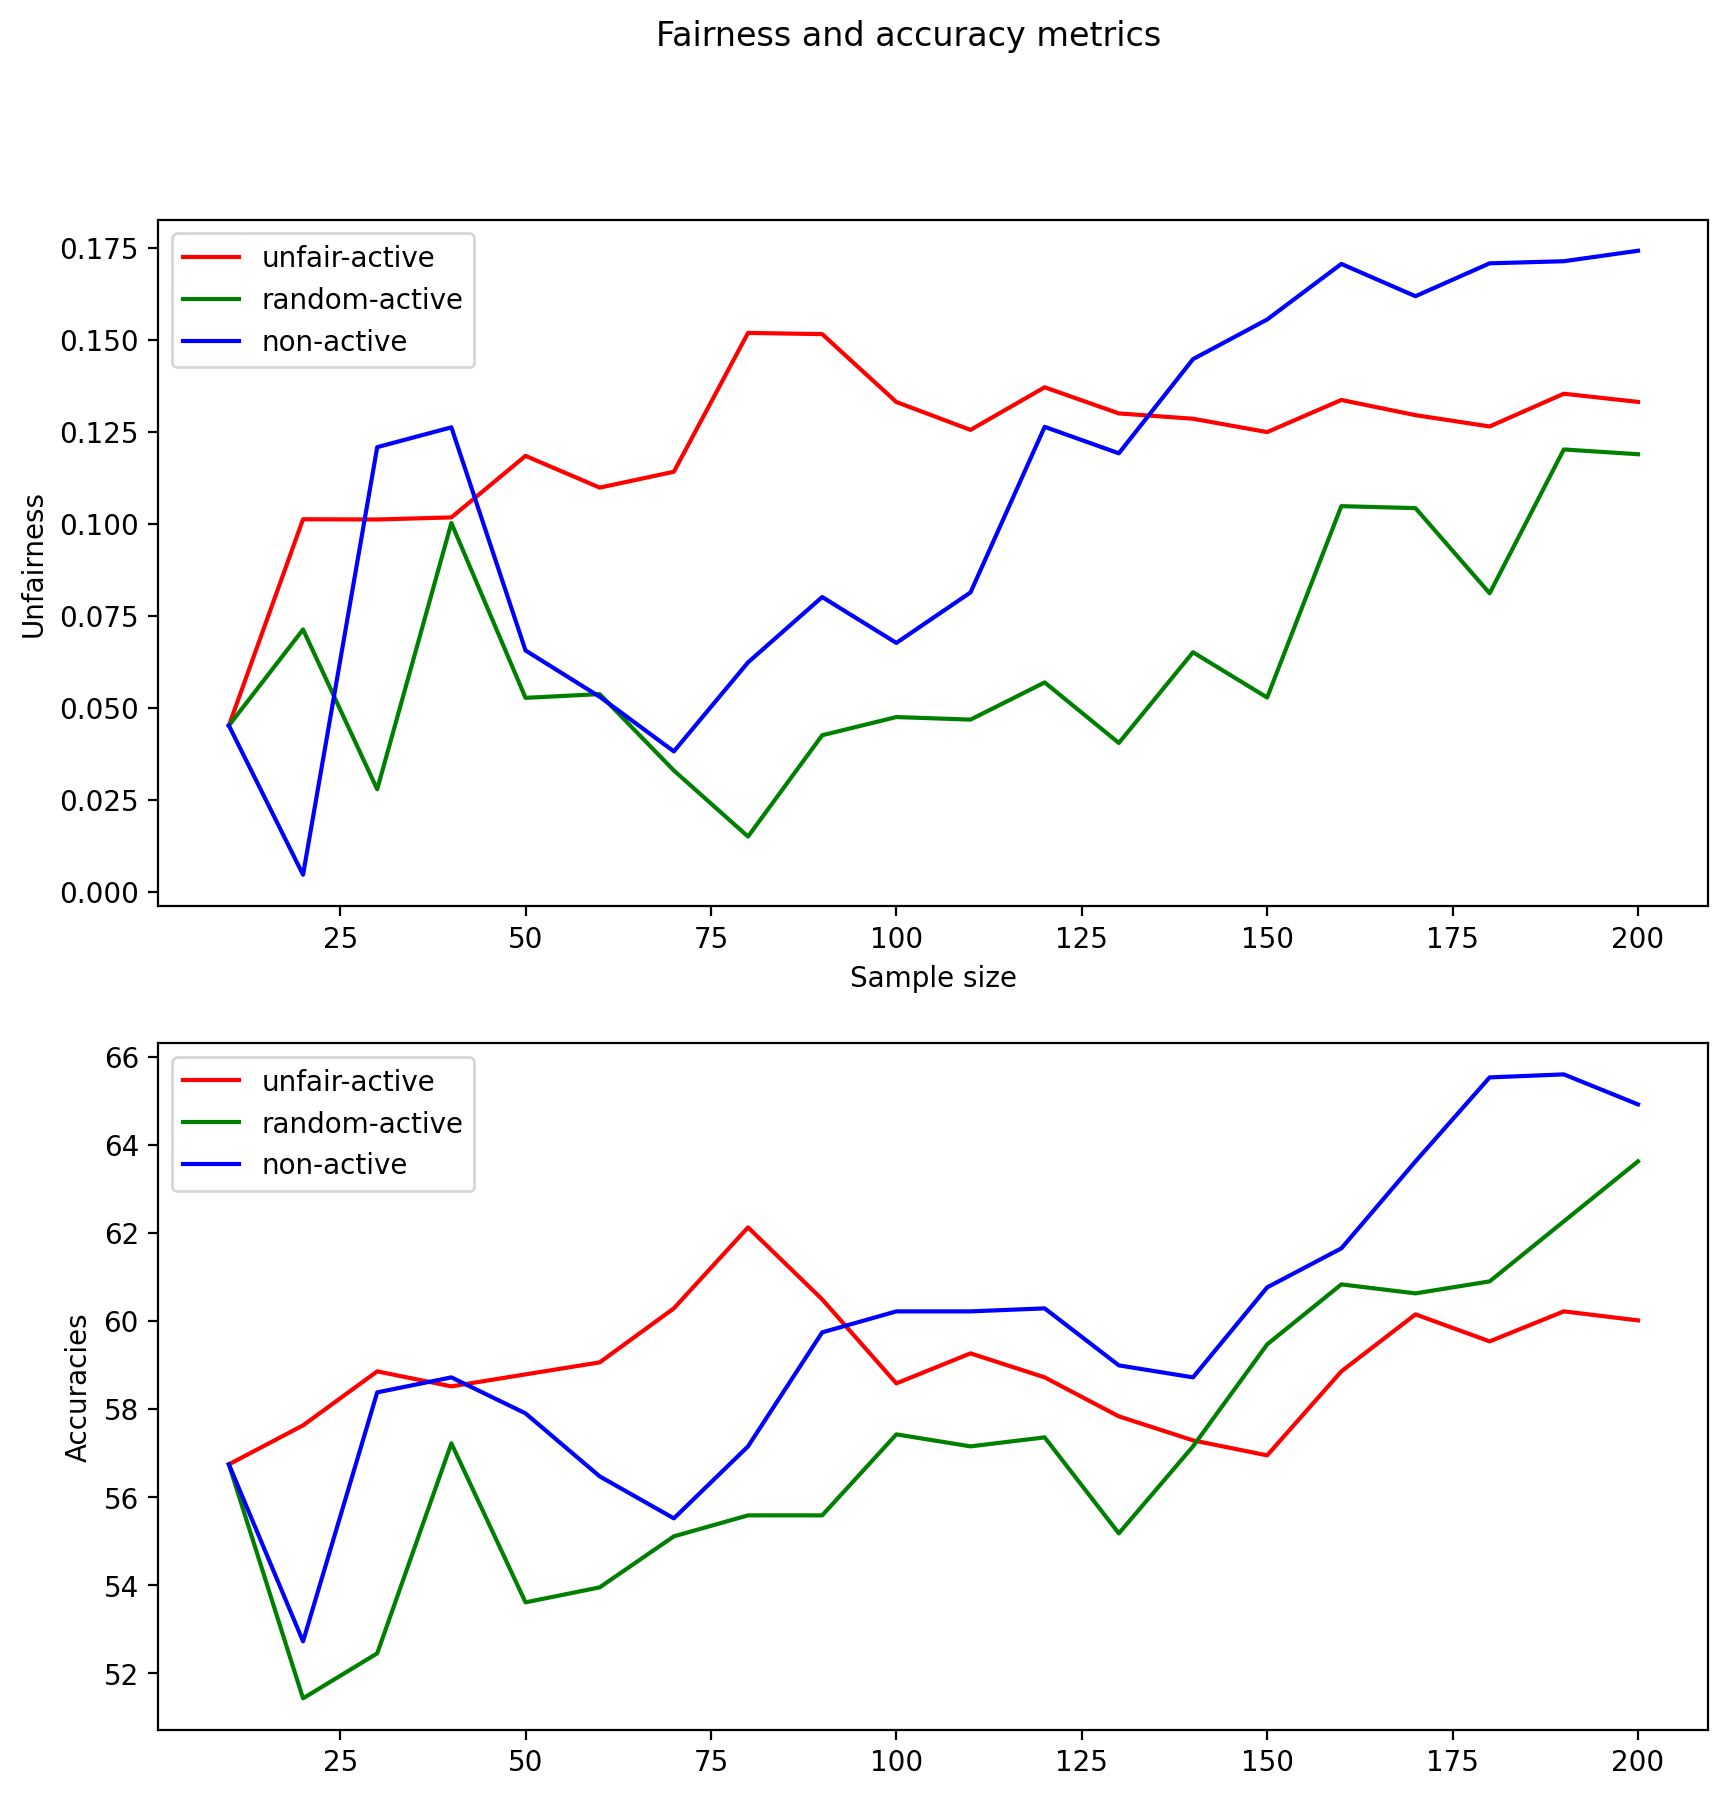 Fairness and accuracy metrics
unfair-active
random-active
non-active
0.175
0.150
0.125
0.100
0.075
0.050
0.025
0.000
Unfairness
25 50 75 100 125 150 175 200
Sample size
unfair-active
random-active
non-active
66
64
62
60
58
56
54
52
Accuracies
25 50 75 100 125 150 175 200